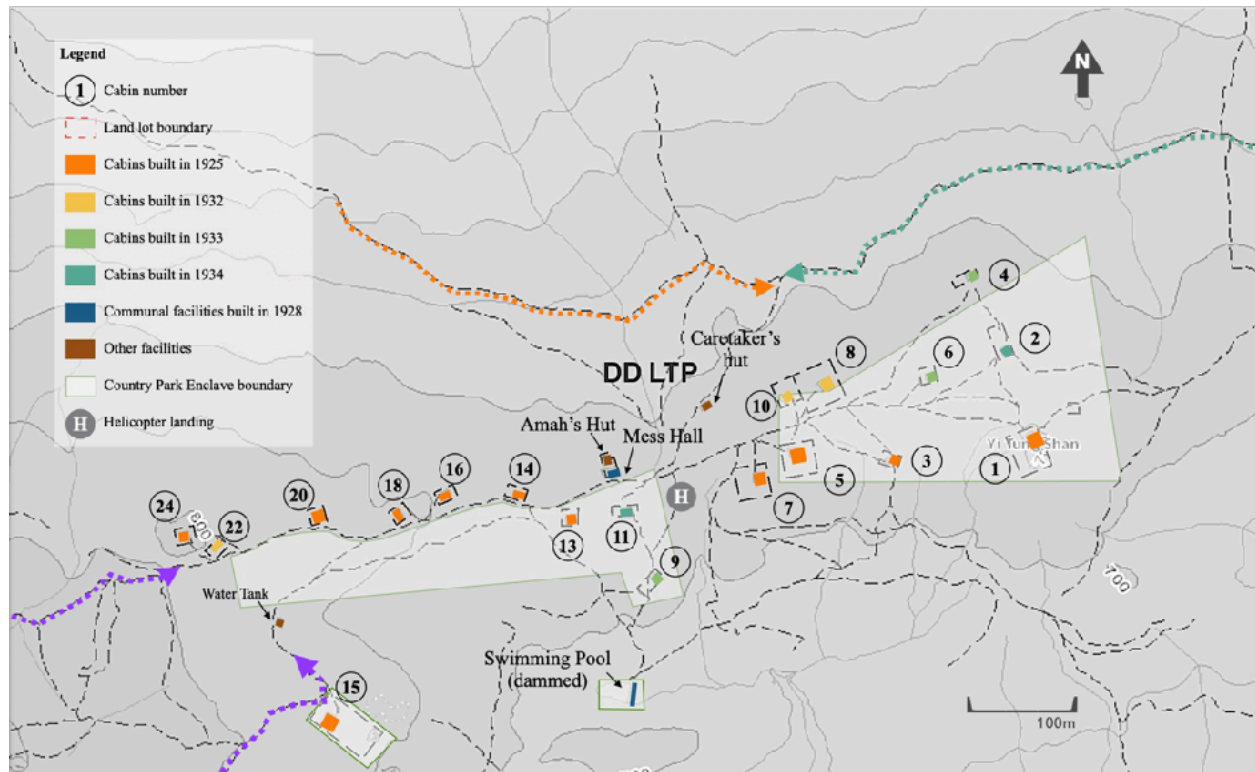 Legend
1 Cabin number
Land lot boundary
Cabins built in 1925
Cabins built in 1932
Cabins built in 1933
Cabins built in 1934
Communal facilities built in 1928
Other facilities
Country Park Enclave boundary
H Helicopter landing
N
4
2
6
8
10
Caretaker's
hut
DD LTP
Amah's Hut
Mess Hall
H
1
3
5
7
14
16
18
20
24
22
800
13
11
9
Water Tank
Swimming Pool
(dammed)
15
700
100m